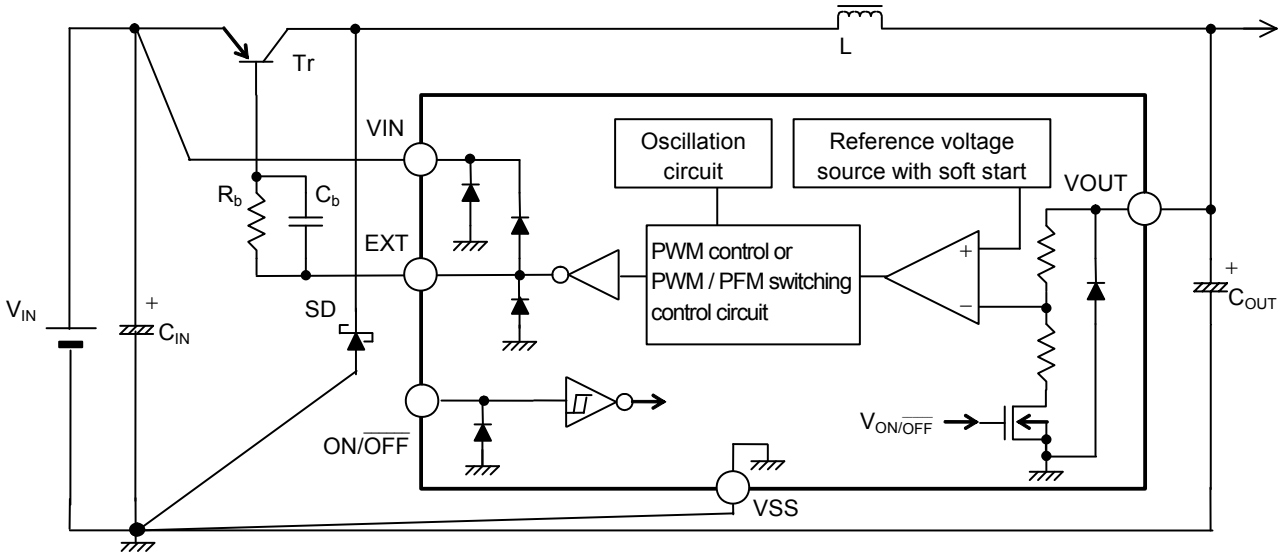 Tr
L
VIN
Oscillation
circuit
Reference voltage
source with soft start
VOUT
Rb
Cb
EXT
PWM control or
PWM / PFM switching
control circuit
+
−
+
COUT
VIN
+
CIN
SD
ON/OFF
VON/OFF
VSS